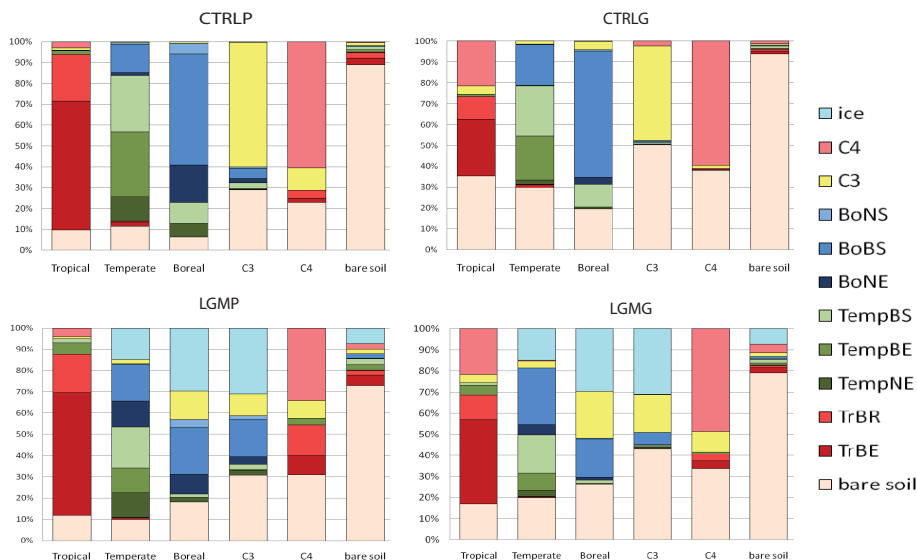 CTRLP
100%
90%
80%
70%
60%
50%
40%
30%
20%
10%
0%
Tropical Temperate Boreal C3 C4 bare soil
CTRLG
100%
90%
80%
70%
60%
50%
40%
30%
20%
10%
0%
Tropical Temperate Boreal C3 C4 bare soil
LGMP
100%
90%
80%
70%
60%
50%
40%
30%
20%
10%
0%
Tropical Temperate Boreal C3 C4 bare soil
LGMG
100%
90%
80%
70%
60%
50%
40%
30%
20%
10%
0%
Tropical Temperate Boreal C3 C4 bare soil
ice
C4
C3
BoNS
BoBS
BoNE
TempBS
TempBE
TempNE
TrBR
TrBE
bare soil